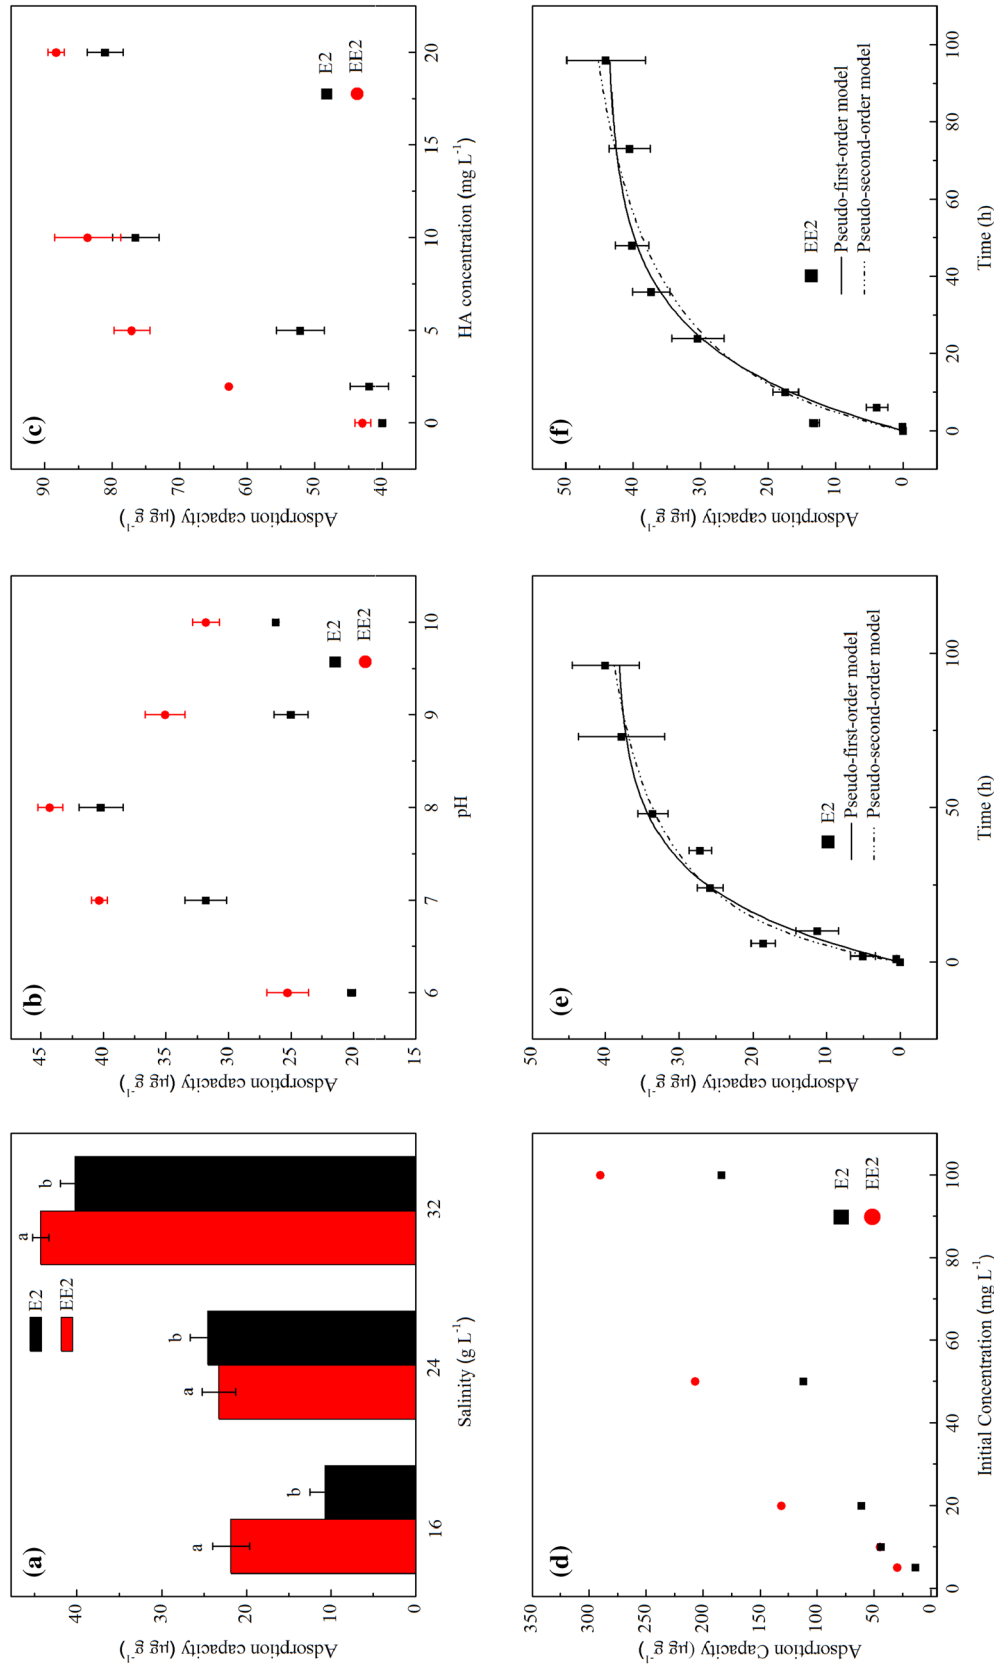 (a)
E2
EE2
Adsorption capacity (μg g⁻¹)
40
30
20
10
0
a
b
a
b
a
b
16
24
32
Salinity (g L⁻¹)
(b)
Adsorption capacity (μg g⁻¹)
45
40
35
30
25
20
15
E2
EE2
6
7
8
9
10
pH
(c)
Adsorption capacity (μg g⁻¹)
90
80
70
60
50
40
E2
EE2
0
5
10
15
20
HA concentration (mg L⁻¹)
(d)
Adsorption Capacity (μg g⁻¹)
350
300
250
200
150
100
50
0
E2
EE2
0
20
40
60
80
100
Initial Concentration (mg L⁻¹)
(e)
Adsorption capacity (μg g⁻¹)
50
40
30
20
10
0
E2
Pseudo-first-order model
Pseudo-second-order model
0
50
100
Time (h)
(f)
Adsorption capacity (μg g⁻¹)
50
40
30
20
10
0
EE2
Pseudo-first-order model
Pseudo-second-order model
0
20
40
60
80
100
Time (h)